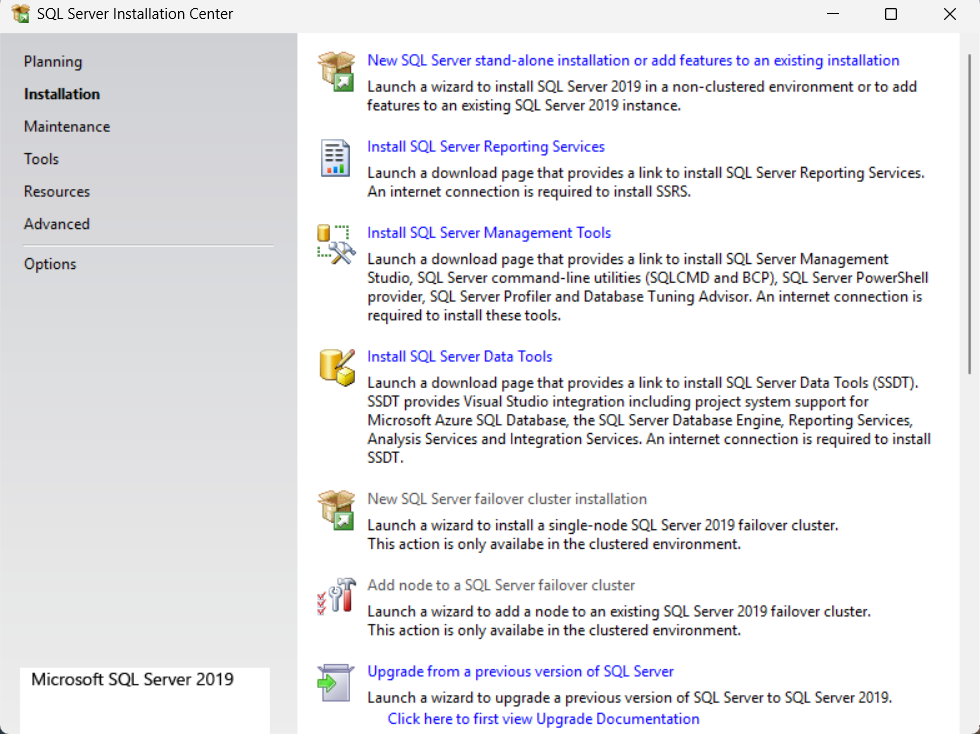 SQL Server Installation Center
Planning
Installation
Maintenance
Tools
Resources
Advanced
Options
Microsoft SQL Server 2019
New SQL Server stand-alone installation or add features to an existing installation
Launch a wizard to install SQL Server 2019 in a non-clustered environment or to add
features to an existing SQL Server 2019 instance.
Install SQL Server Reporting Services
Launch a download page that provides a link to install SQL Server Reporting Services.
An internet connection is required to install SSRS.
Install SQL Server Management Tools
Launch a download page that provides a link to install SQL Server Management
Studio, SQL Server command-line utilities (SQLCMD and BCP), SQL Server PowerShell
provider, SQL Server Profiler and Database Tuning Advisor. An internet connection is
required to install these tools.
Install SQL Server Data Tools
Launch a download page that provides a link to install SQL Server Data Tools (SSDT).
SSDT provides Visual Studio integration including project system support for
Microsoft Azure SQL Database, the SQL Server Database Engine, Reporting Services,
Analysis Services and Integration Services. An internet connection is required to install
SSDT.
New SQL Server failover cluster installation
Launch a wizard to install a single-node SQL Server 2019 failover cluster.
This action is only availabe in the clustered environment.
Add node to a SQL Server failover cluster
Launch a wizard to add a node to an existing SQL Server 2019 failover cluster.
This action is only availabe in the clustered environment.
Upgrade from a previous version of SQL Server
Launch a wizard to upgrade a previous version of SQL Server to SQL Server 2019.
Click here to first view Upgrade Documentation